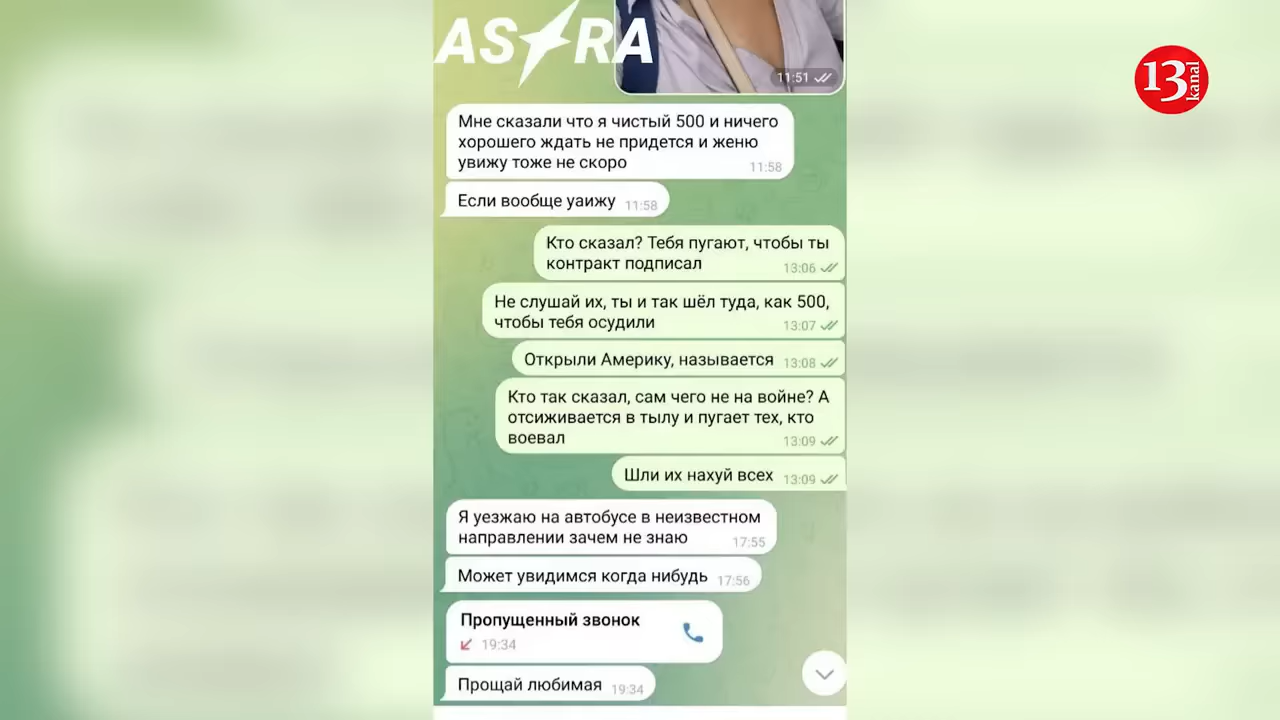 ASTRA
13 kanal
11:51
Мне сказали что я чистый 500 и ничего
хорошего ждать не придется и женю
увижу тоже не скоро 11:58
Если вообще уаижу 11:58
Кто сказал? Тебя пугают, чтобы ты
контракт подписал 13:06
Не слушай их, ты и так шёл туда, как 500,
чтобы тебя осудили 13:07
Открыли Америку, называется 13:08
Кто так сказал, сам чего не на войне? А
отсиживается в тылу и пугает тех, кто
воевал 13:09
Шли их нахуй всех 13:09
Я уезжаю на автобусе в неизвестном
направлении зачем не знаю 17:55
Может увидимся когда нибудь 17:56
Пропущенный звонок
19:34
Прощай любимая 19:34